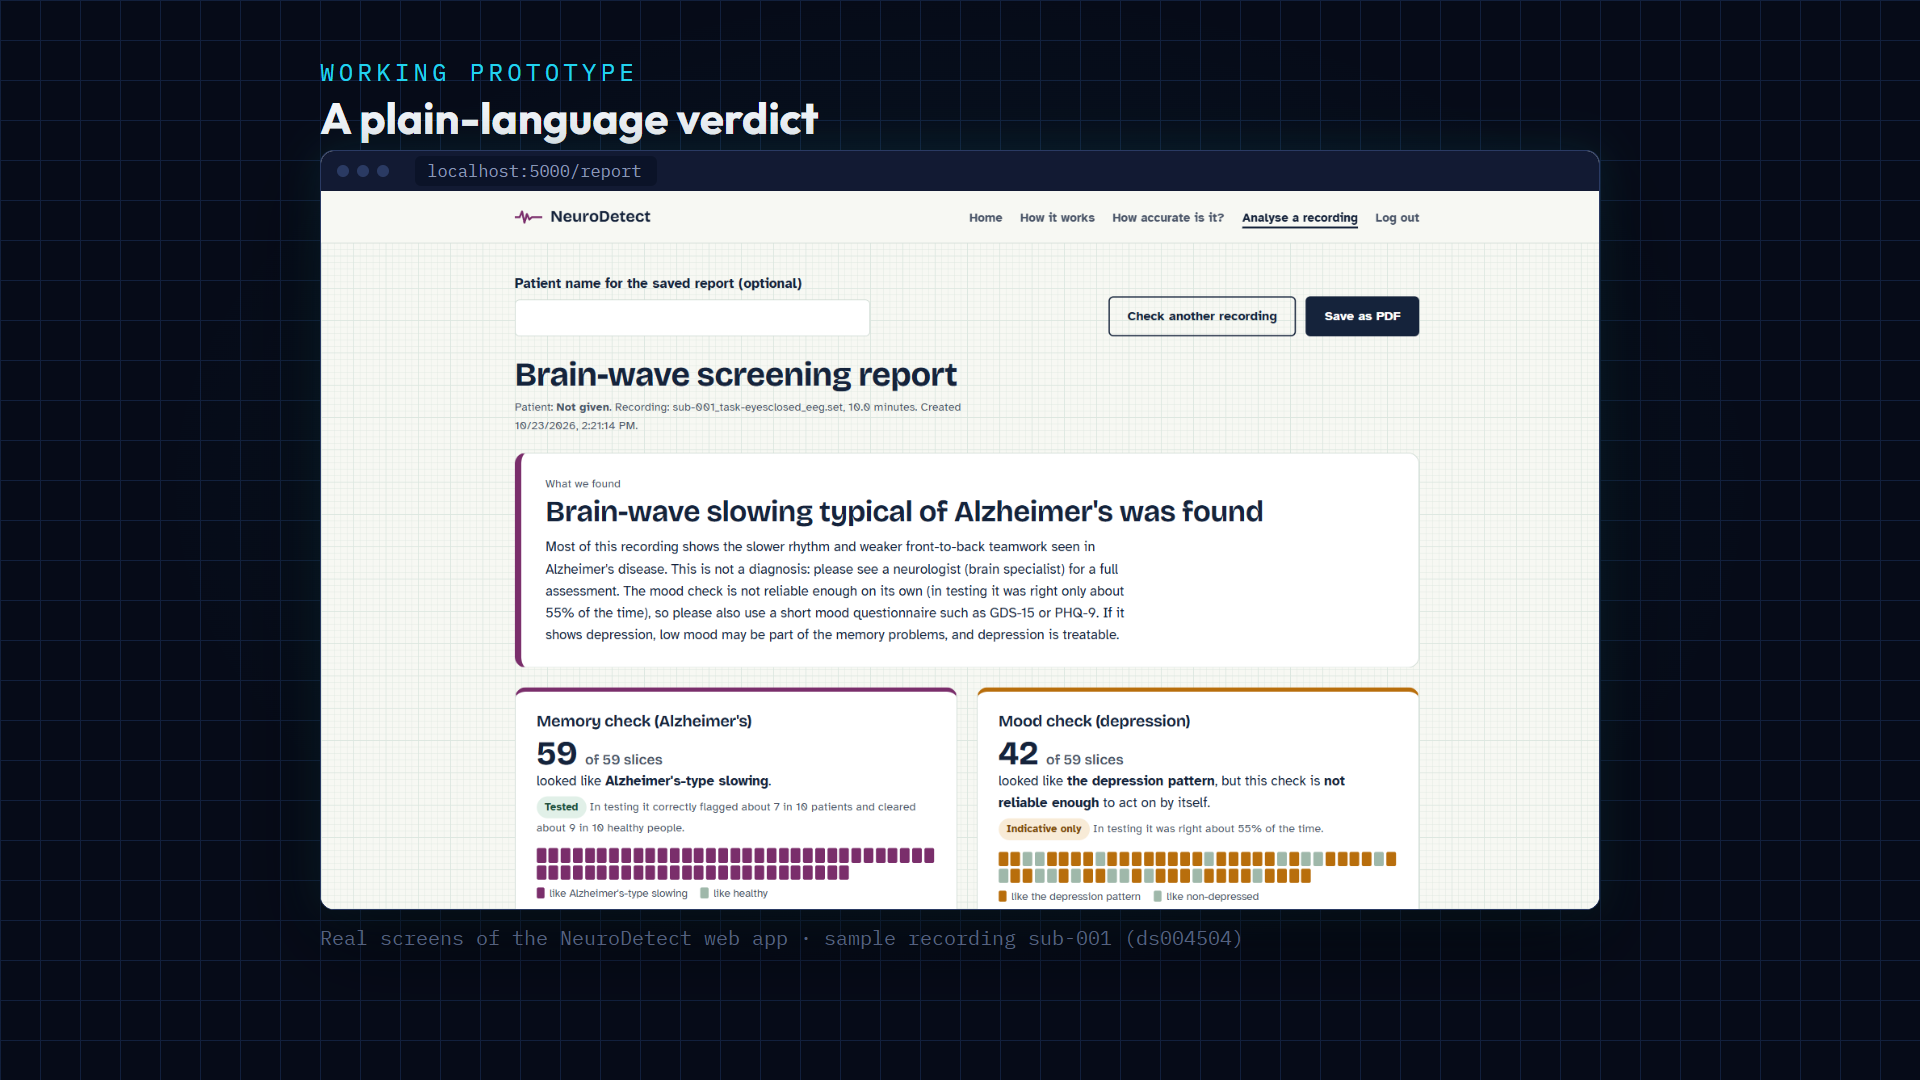 WORKING PROTOTYPE
A plain-language verdict
localhost:5000/report
NeuroDetect
Home How it works How accurate is it? Analyse a recording Log out
Patient name for the saved report (optional)
Check another recording Save as PDF
Brain-wave screening report
Patient: Not given. Recording: sub-001_task-eyesclosed_eeg.set, 10.0 minutes. Created
10/23/2026, 2:21:14 PM.
What we found
Brain-wave slowing typical of Alzheimer's was found
Most of this recording shows the slower rhythm and weaker front-to-back teamwork seen in
Alzheimer's disease. This is not a diagnosis: please see a neurologist (brain specialist) for a full
assessment. The mood check is not reliable enough on its own (in testing it was right only about
55% of the time), so please also use a short mood questionnaire such as GDS-15 or PHQ-9. If it
shows depression, low mood may be part of the memory problems, and depression is treatable.
Memory check (Alzheimer's)
59 of 59 slices
looked like Alzheimer's-type slowing.
Tested In testing it correctly flagged about 7 in 10 patients and cleared
about 9 in 10 healthy people.
like Alzheimer's-type slowing like healthy
Mood check (depression)
42 of 59 slices
looked like the depression pattern, but this check is not
reliable enough to act on by itself.
Indicative only In testing it was right about 55% of the time.
like the depression pattern like non-depressed
Real screens of the NeuroDetect web app · sample recording sub-001 (ds004504)